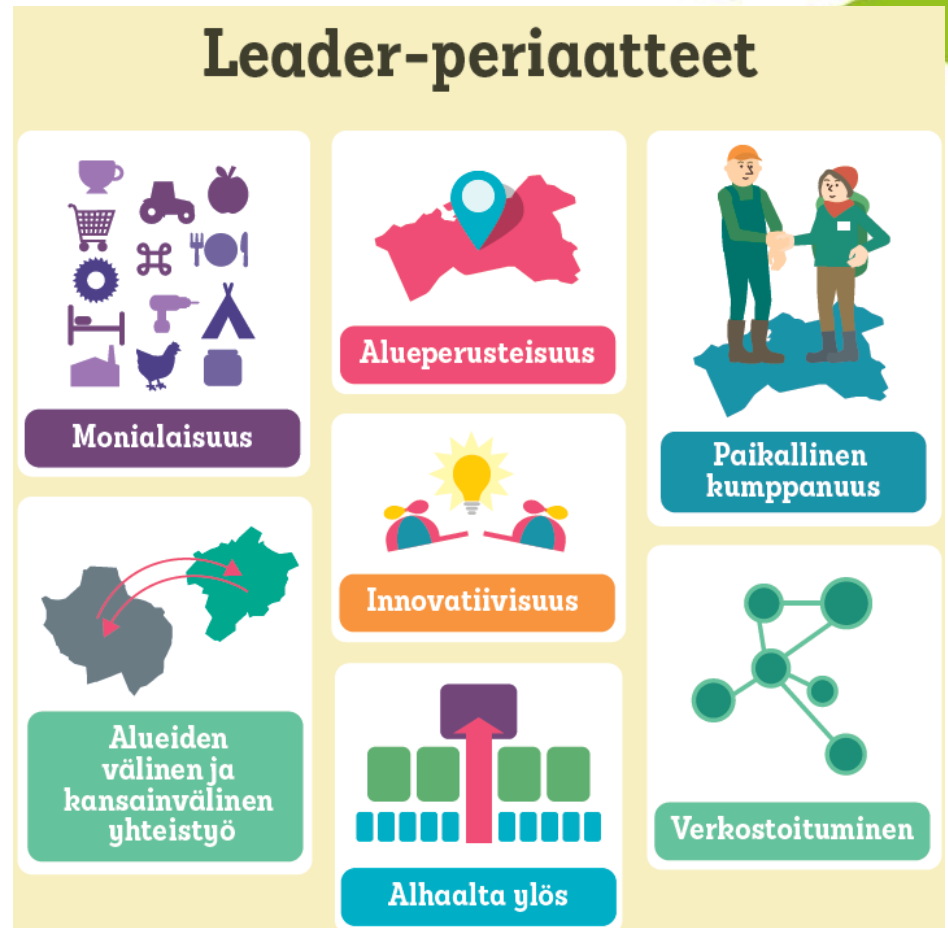 Leader-periaatteet
Monialaisuus
Alueperusteisuus
Paikallinen
kumppanuus
Innovatiivisuus
Alueiden
välinen ja
kansainvälinen
yhteistyö
Alhaalta ylös
Verkostoituminen